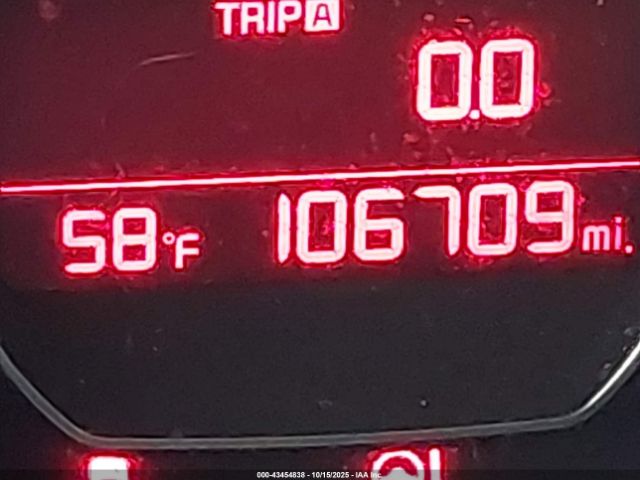 TRIP A
0.0
58°F 106709 mi.
000-43454838 - 10/15/2025 - IAA Inc.